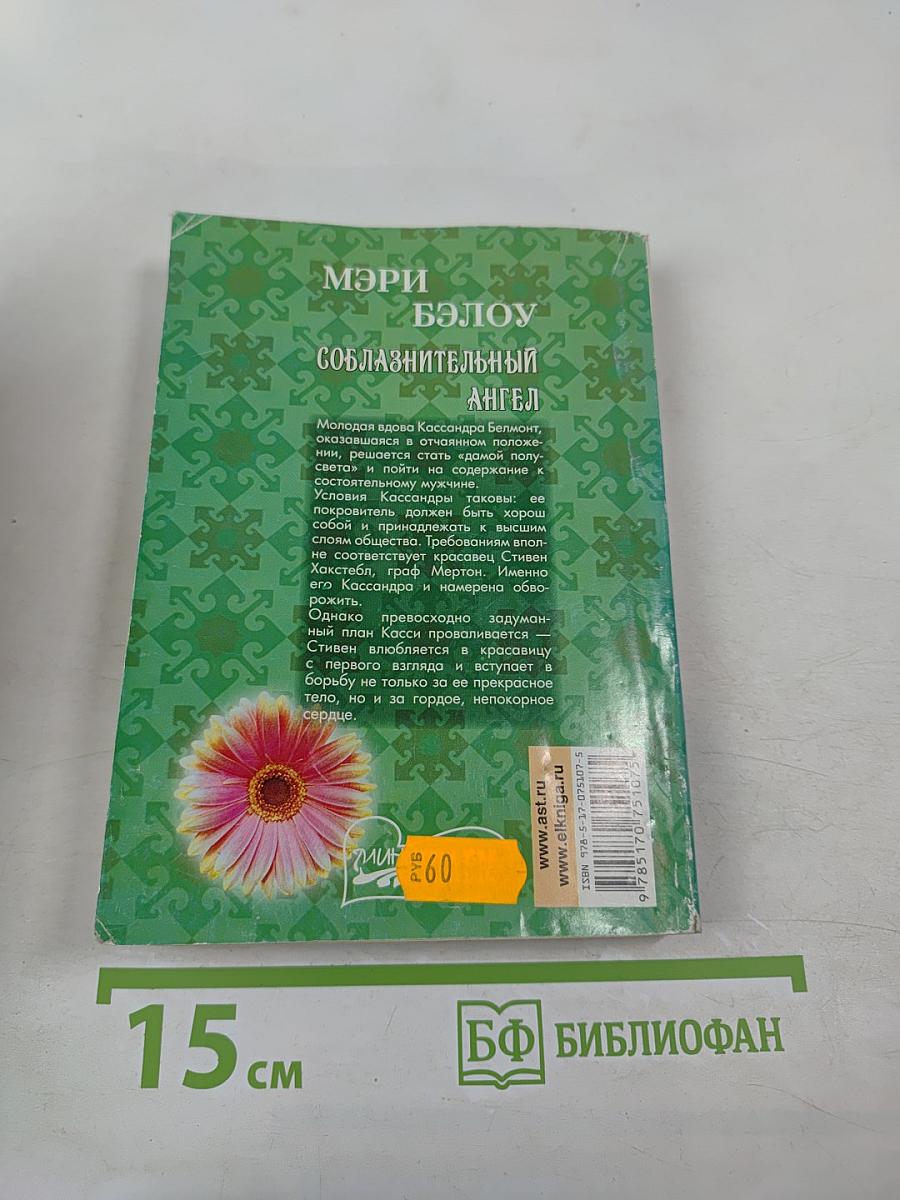 МЭРИ
БЭЛОУ
СОБЛАЗНИТЕЛЬНЫЙ
АНГЕЛ
Молодая вдова Кассандра Белмонт,
оказавшаяся в отчаянном положе-
нии, решается стать «дамой полу-
света» и пойти на содержание к
состоятельному мужчине.
Условия Кассандры таковы: ее
покровитель должен быть хорош
собой и принадлежать к высшим
слоям общества. Требованиям впол-
не соответствует красавец Стивен
Хакстебл, граф Мертон. Именно
его Кассандра и намерена обво-
рожить.
Однако превосходно задуман-
ный план Касси проваливается —
Стивен влюбляется в красавицу
с первого взгляда и вступает в
борьбу не только за ее прекрасное
тело, но и за гордое, непокорное
сердце.
www.ast.ru
www.elkniga.ru
ISBN 978-5-17-075107-5
9 785170 751075
РУБ 60
15 см
БФ БИБЛИОФАН